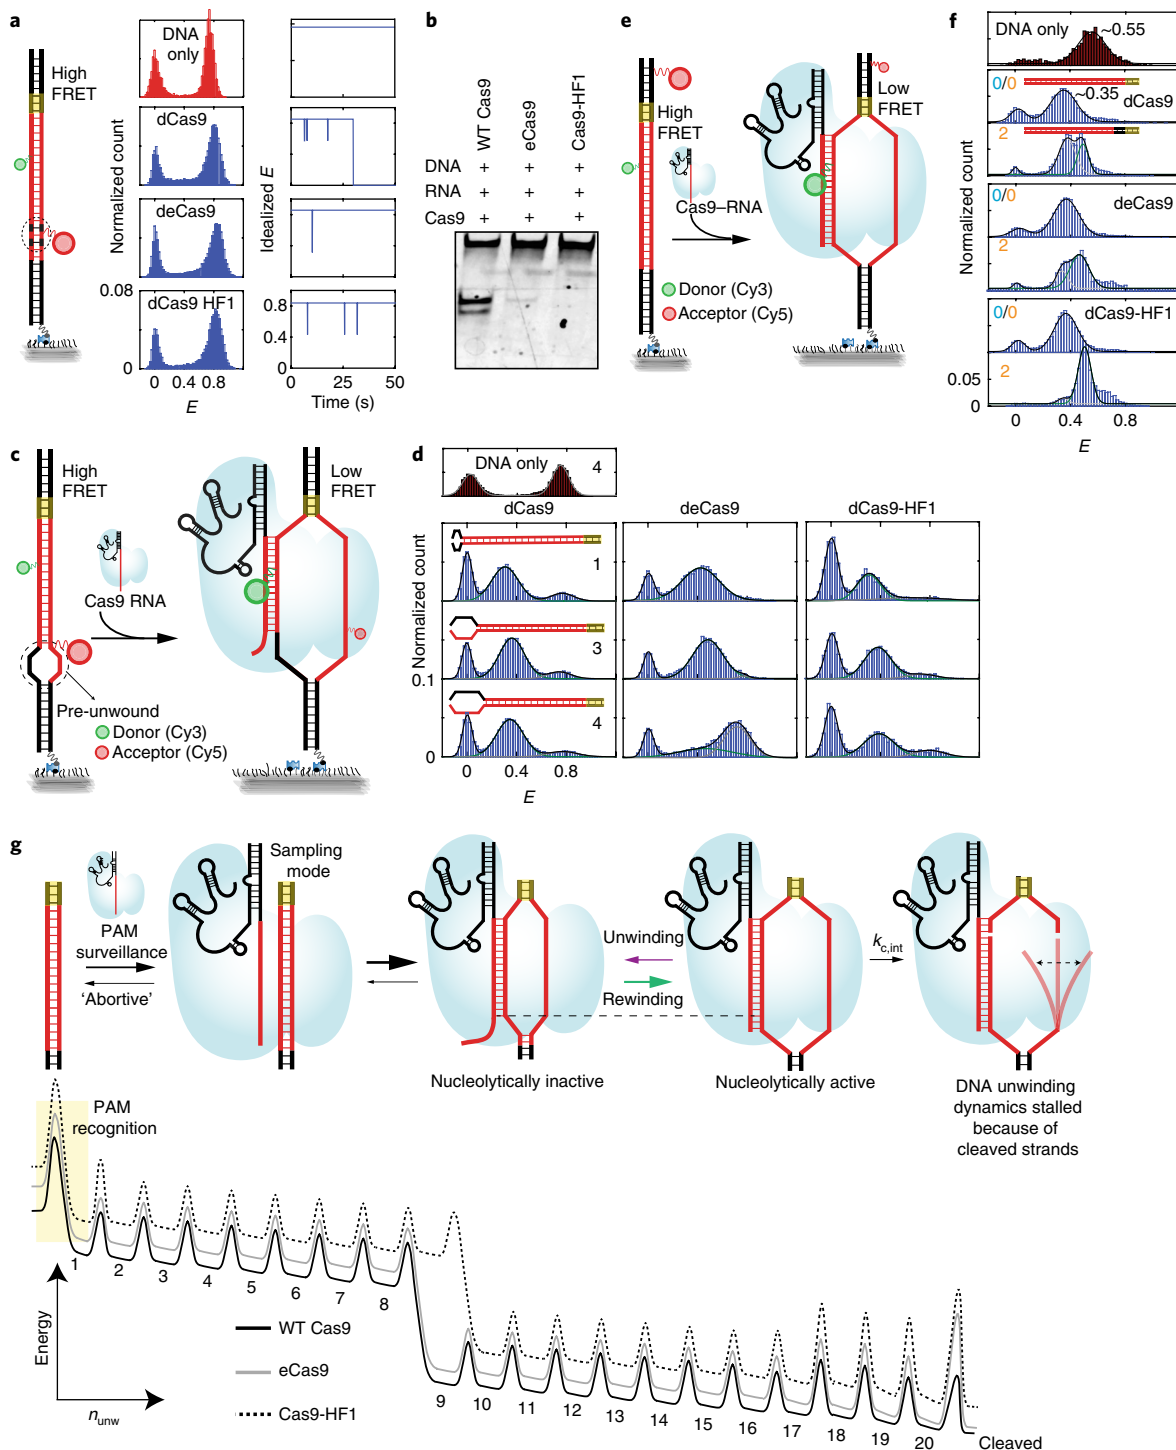 a
High
FRET
DNA
only
dCas9
deCas9
dCas9 HF1
Normalized count
0.08
0
0 0.4 0.8
E
Idealized E
0.8
0.4
0
0 25 50
Time (s)
b
WT Cas9
eCas9
Cas9-HF1
DNA + + +
RNA + + +
Cas9 + + +
e
High
FRET
Cas9–RNA
Low
FRET
Donor (Cy3)
Acceptor (Cy5)
f
DNA only
~0.55
0/0
~0.35
dCas9
2
0/0
deCas9
2
0/0
dCas9-HF1
2
Normalized count
0.05
0
0 0.4 0.8
E
c
High
FRET
Cas9 RNA
Low
FRET
Pre-unwound
Donor (Cy3)
Acceptor (Cy5)
d
DNA only
4
dCas9
deCas9
dCas9-HF1
1
3
4
Normalized count
0.1
0
0 0.4 0.8
E
g
PAM
surveillance
'Abortive'
Sampling
mode
Unwinding
Rewinding
kc,int
Nucleolytically inactive
Nucleolytically active
DNA unwinding
dynamics stalled
because of
cleaved strands
PAM
recognition
1 2 3 4 5 6 7 8
9 10 11 12 13 14 15 16 17 18 19 20 Cleaved
Energy
nunw
WT Cas9
eCas9
Cas9-HF1